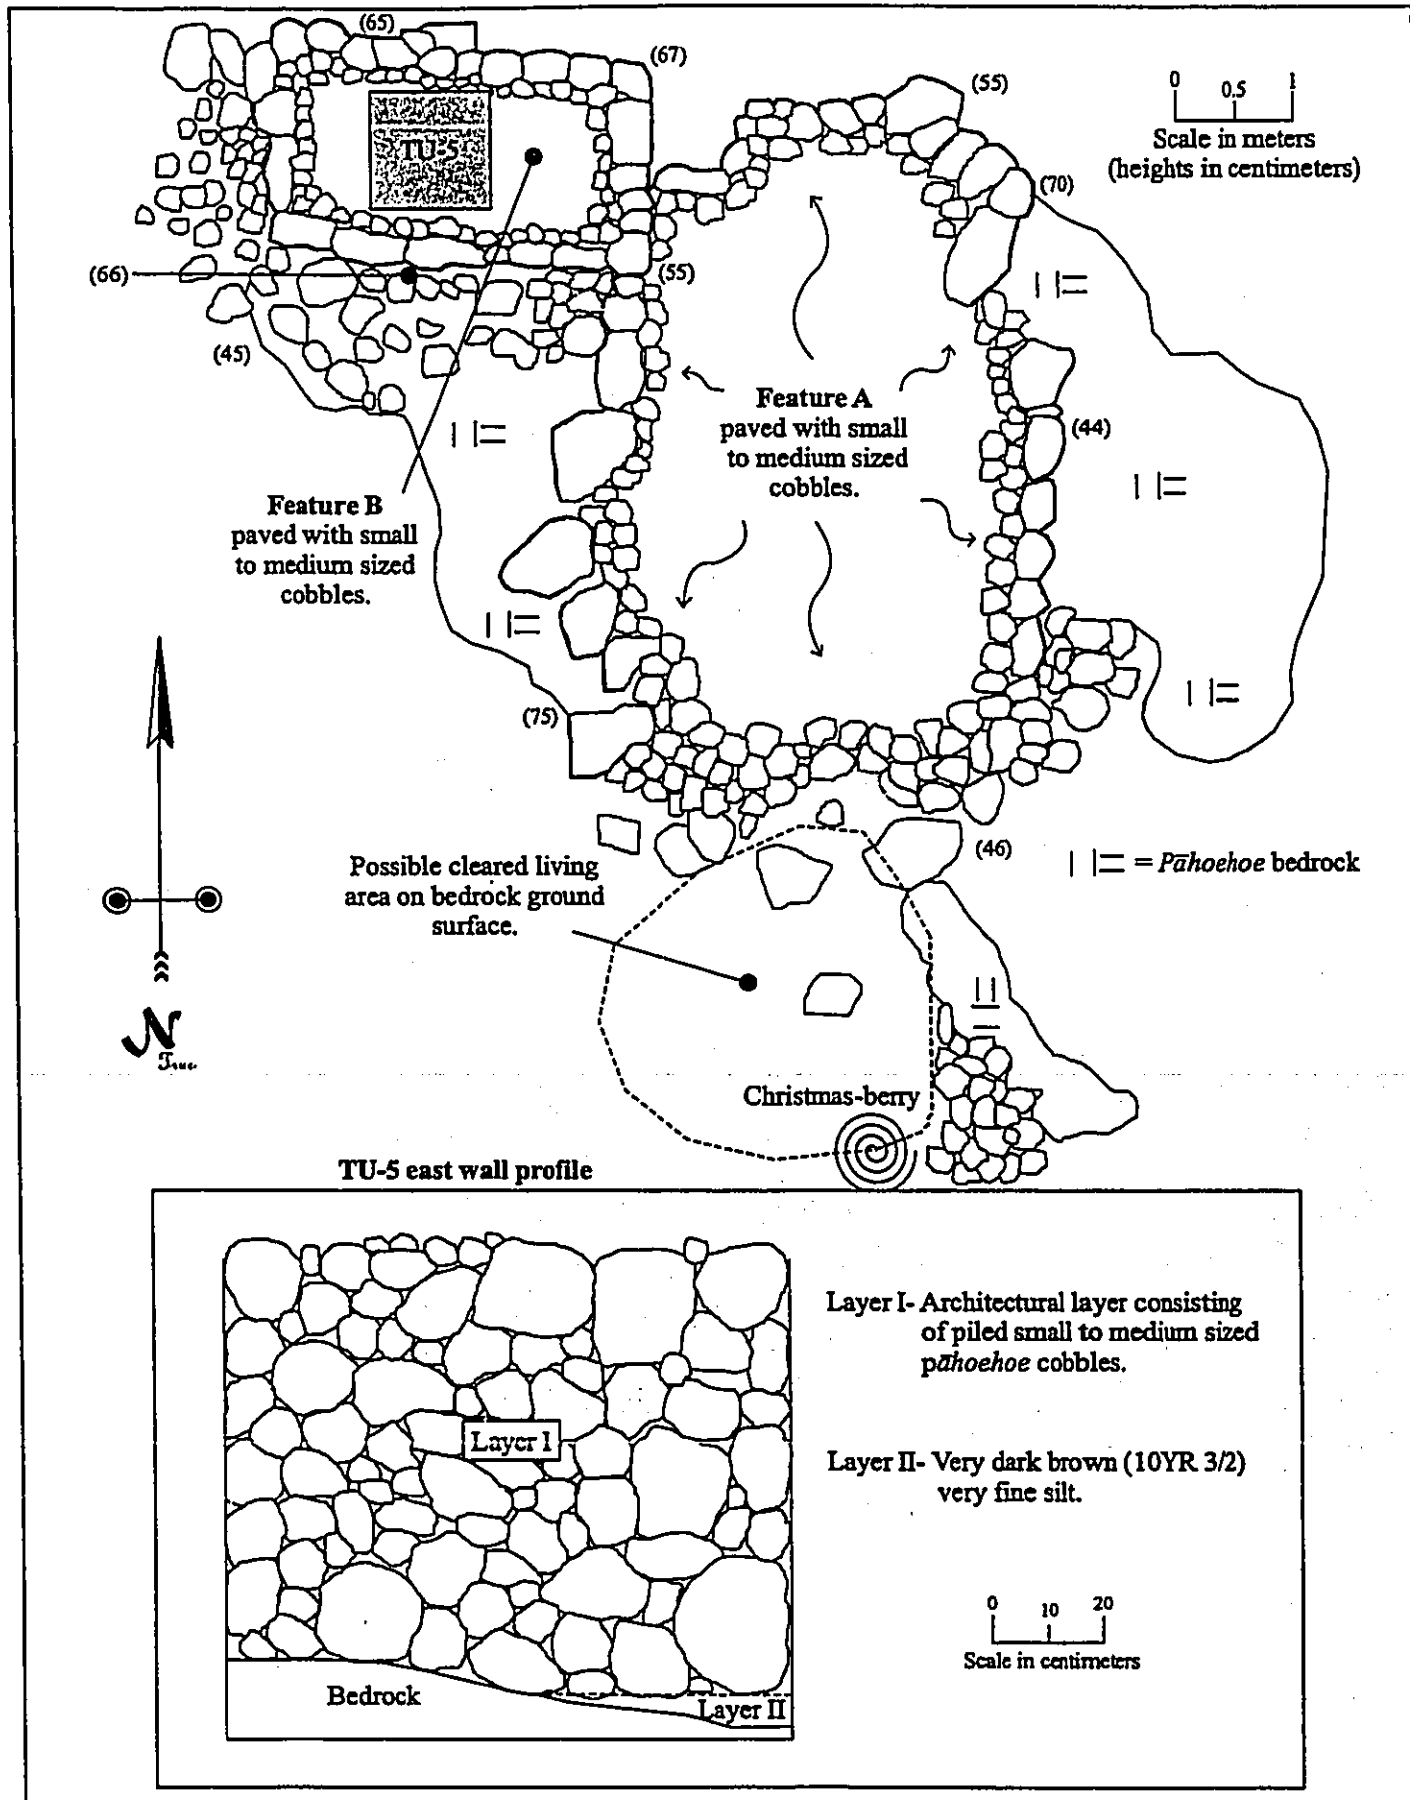 (65)
(67)
(55)
0 0.5 1
Scale in meters
(heights in centimeters)
TU-5
(70)
(66)
(55)
(45)
Feature A
paved with small
to medium sized
cobbles.
(44)
Feature B
paved with small
to medium sized
cobbles.
(75)
(46)
= Pāhoehoe bedrock
Possible cleared living
area on bedrock ground
surface.
N
True
Christmas-berry
TU-5 east wall profile
Layer I- Architectural layer consisting
of piled small to medium sized
pāhoehoe cobbles.
Layer I
Layer II- Very dark brown (10YR 3/2)
very fine silt.
0 10 20
Scale in centimeters
Bedrock
Layer II